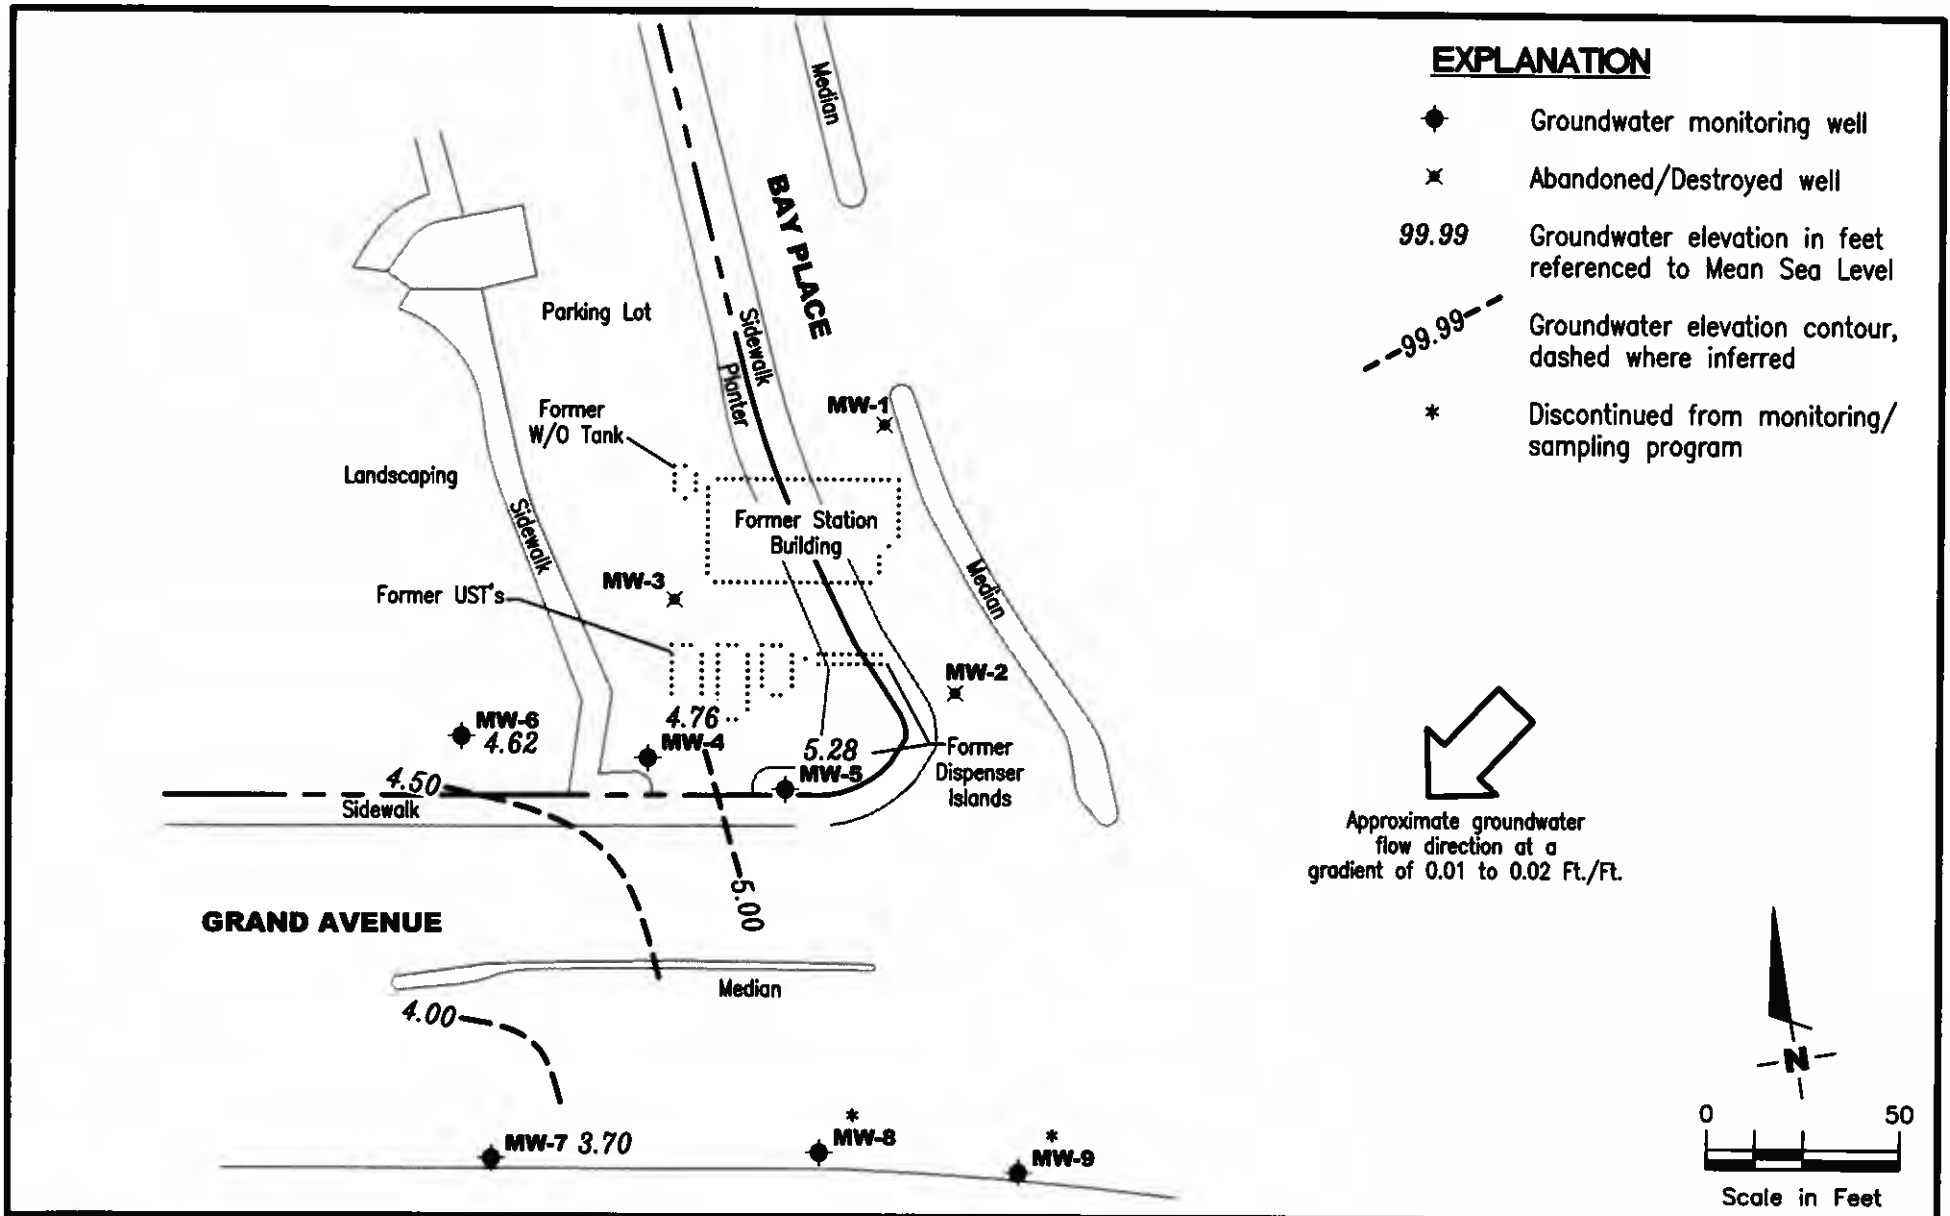 EXPLANATION
Groundwater monitoring well
Abandoned/Destroyed well
99.99 Groundwater elevation in feet
referenced to Mean Sea Level
99.99 Groundwater elevation contour,
dashed where inferred
* Discontinued from monitoring/
sampling program
Median
BAY PLACE
Parking Lot
Sidewalk
Planter
MW-1
Former
W/O Tank
Landscaping
Sidewalk
Former Station
Building
Median
MW-3
Former UST's
MW-2
MW-6
4.62
4.76
MW-4
5.28
MW-5
Former
Dispenser
Islands
4.50
Sidewalk
5.00
Approximate groundwater
flow direction at a
gradient of 0.01 to 0.02 Ft./Ft.
GRAND AVENUE
Median
4.00
MW-7 3.70
*
MW-8
*
MW-9
N
0 50
Scale in Feet